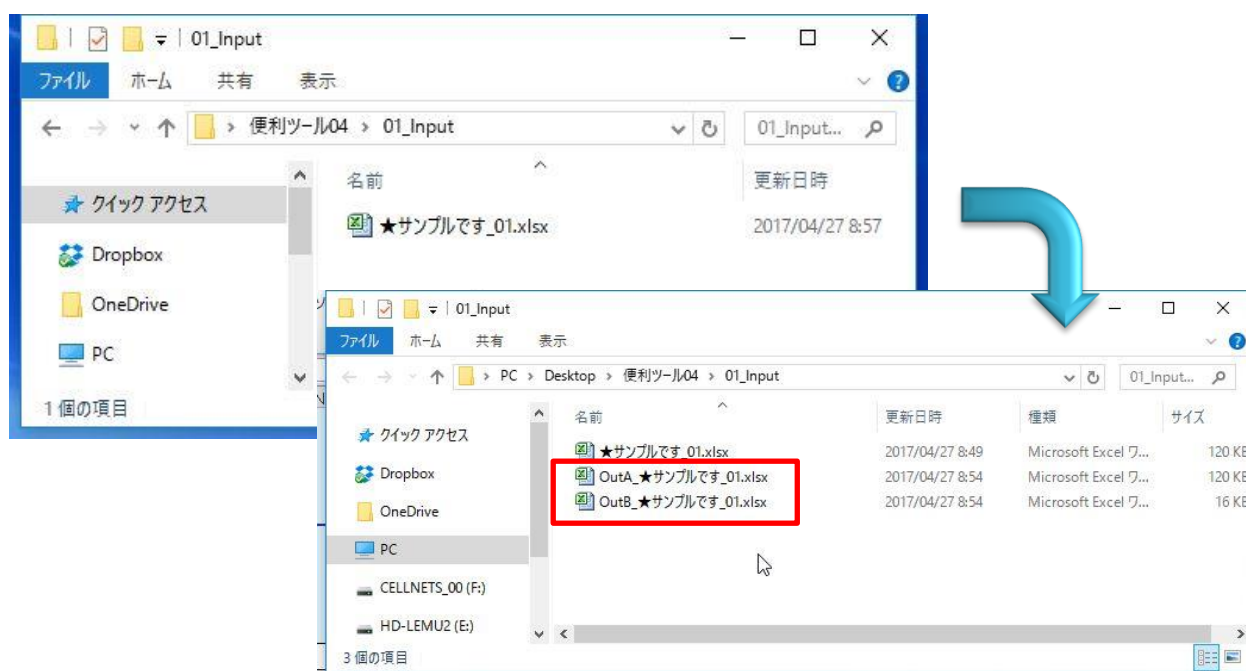 01_Input
ファイル ホーム 共有 表示
便利ツール04 › 01_Input 01_Input...
名前 更新日時
クイック アクセス
★サンプルです_01.xlsx 2017/04/27 8:57
Dropbox
OneDrive
PC
1 個の項目
01_Input
ファイル ホーム 共有 表示
PC › Desktop › 便利ツール04 › 01_Input 01_Input...
名前 更新日時 種類 サイズ
クイック アクセス
★サンプルです_01.xlsx 2017/04/27 8:49 Microsoft Excel ワ... 120 KB
Dropbox
OutA_★サンプルです_01.xlsx 2017/04/27 8:54 Microsoft Excel ワ... 120 KB
OutB_★サンプルです_01.xlsx 2017/04/27 8:54 Microsoft Excel ワ... 16 KB
OneDrive
PC
CELLNETS_00 (F:)
HD-LEMU2 (E:)
3 個の項目